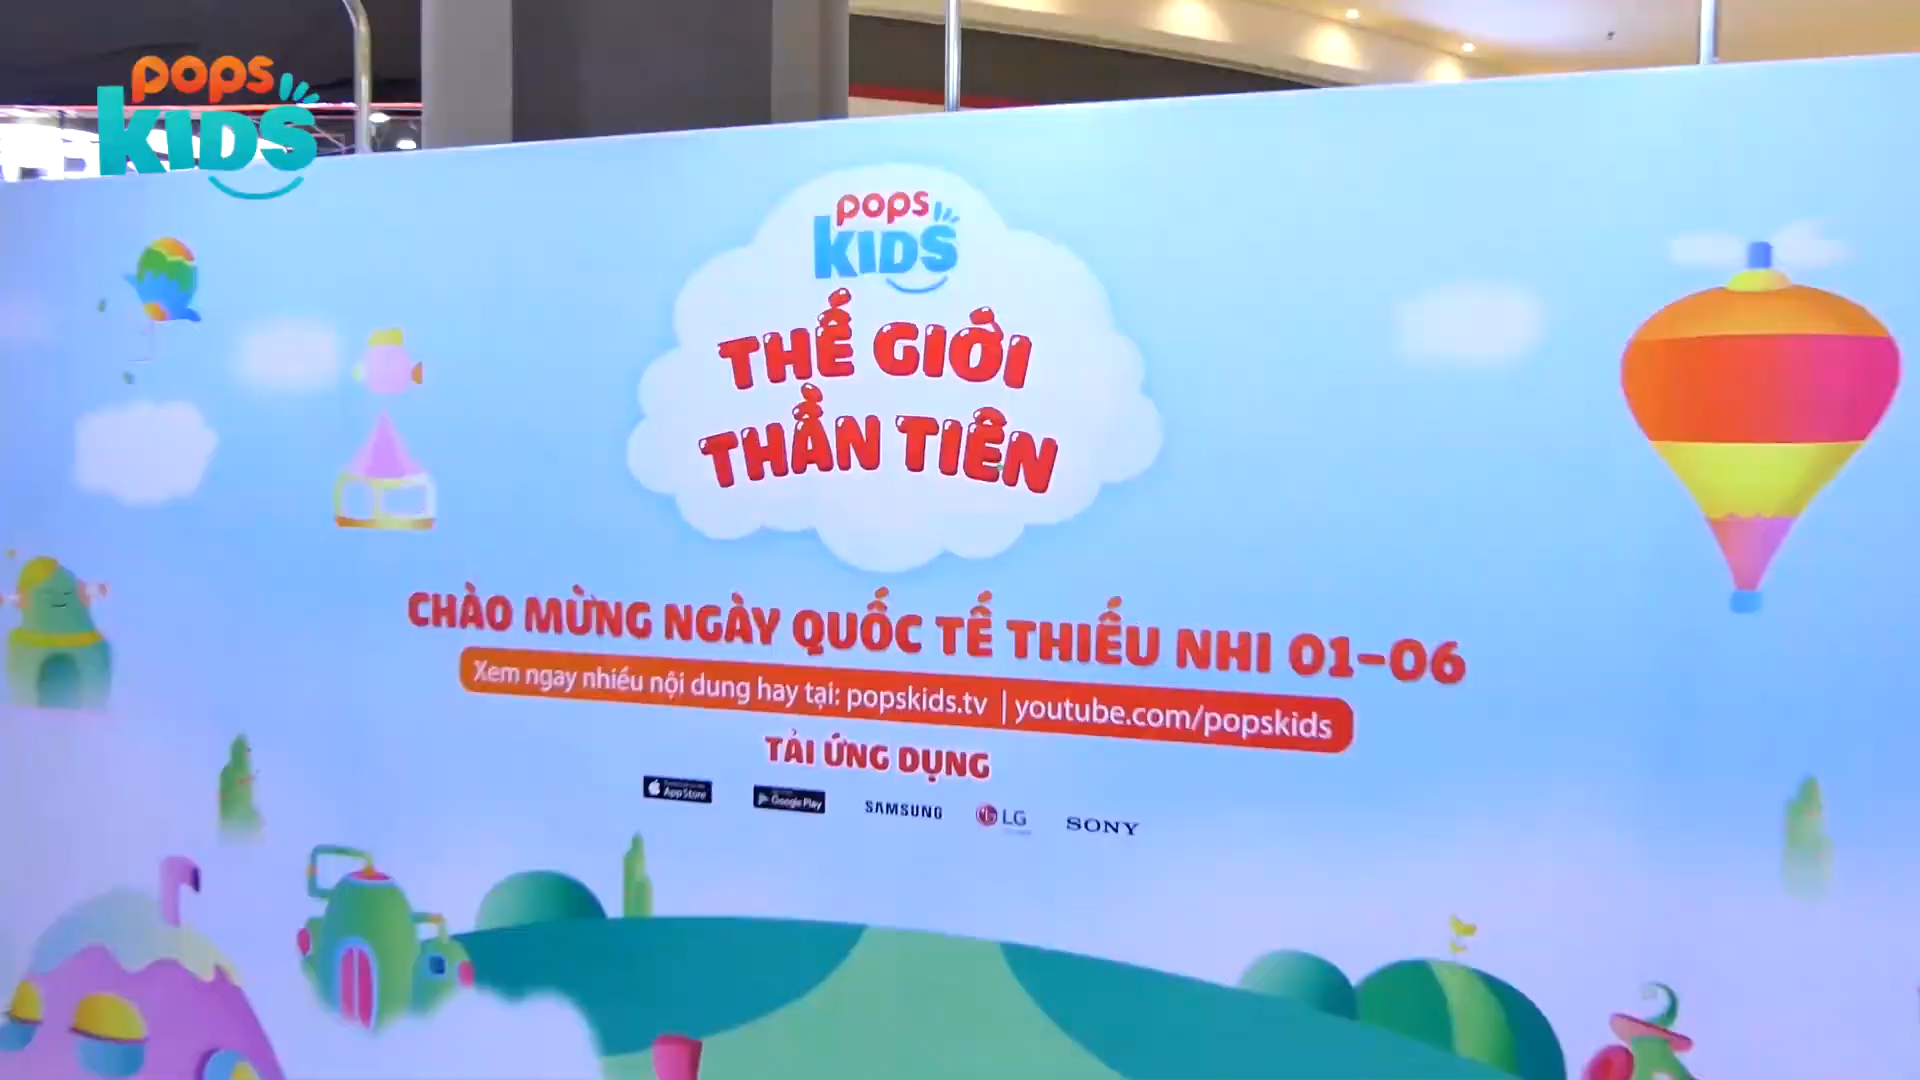 pops
KIDS
pops
KIDS
THẾ GIỚI
THẦN TIÊN
CHÀO MỪNG NGÀY QUỐC TẾ THIẾU NHI 01-06
Xem ngay nhiều nội dung hay tại: popskids.tv | youtube.com/popskids
TẢI ỨNG DỤNG
App Store
Google Play
SAMSUNG
LG
SONY